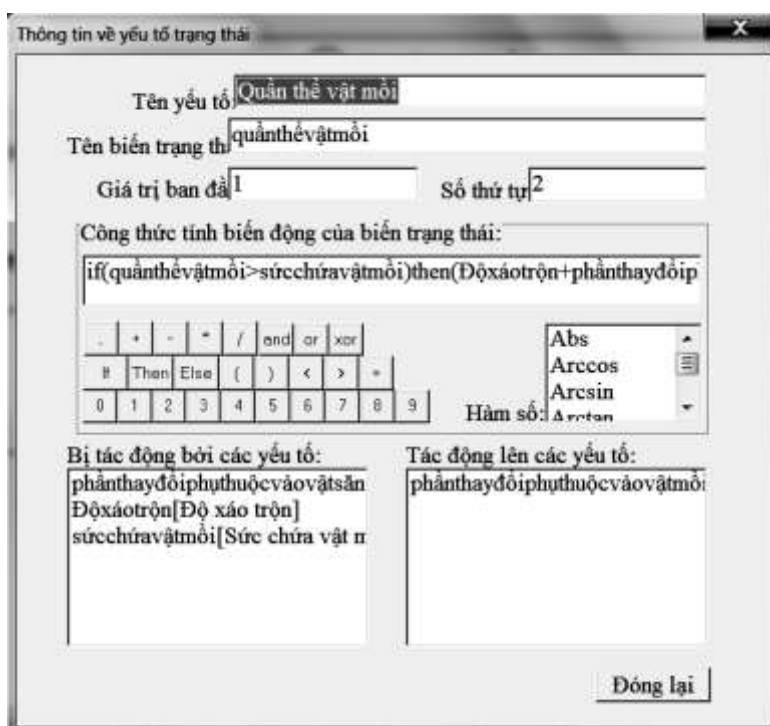 Thông tin về yếu tố trạng thái X
Tên yếu tố Quần thể vật mồi
Tên biến trạng th quầnthểvậtmồi
Giá trị ban đầ 1 Số thứ tự 2
Công thức tính biến động của biến trạng thái:
if(quầnthểvậtmồi>sứcchứavậtmồi)then(Độxáotrộn+phầnthayđổip
. + - * / and or xor
If Then Else ( ) < > =
0 1 2 3 4 5 6 7 8 9
Hàm số:
Abs
Arccos
Arcsin
Arctan
Bị tác động bởi các yếu tố:
phầnthayđổiphụthuộcvàovậtsăn
Độxáotrộn[Độ xáo trộn]
sứcchứavậtmồi[Sức chứa vật m
Tác động lên các yếu tố:
phầnthayđổiphụthuộcvàovậtmồi
Đóng lại